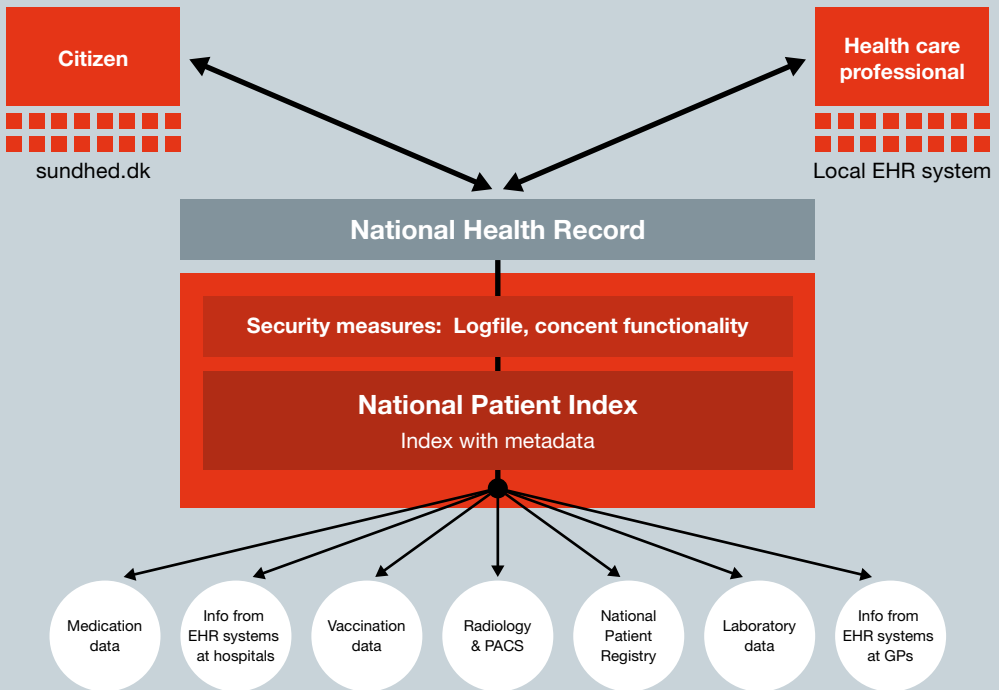 Citizen
sundhed.dk
Health care
professional
Local EHR system
National Health Record
Security measures: Logfile, concent functionality
National Patient Index
Index with metadata
Medication
data
Info from
EHR systems
at hospitals
Vaccination
data
Radiology
& PACS
National
Patient
Registry
Laboratory
data
Info from
EHR systems
at GPs